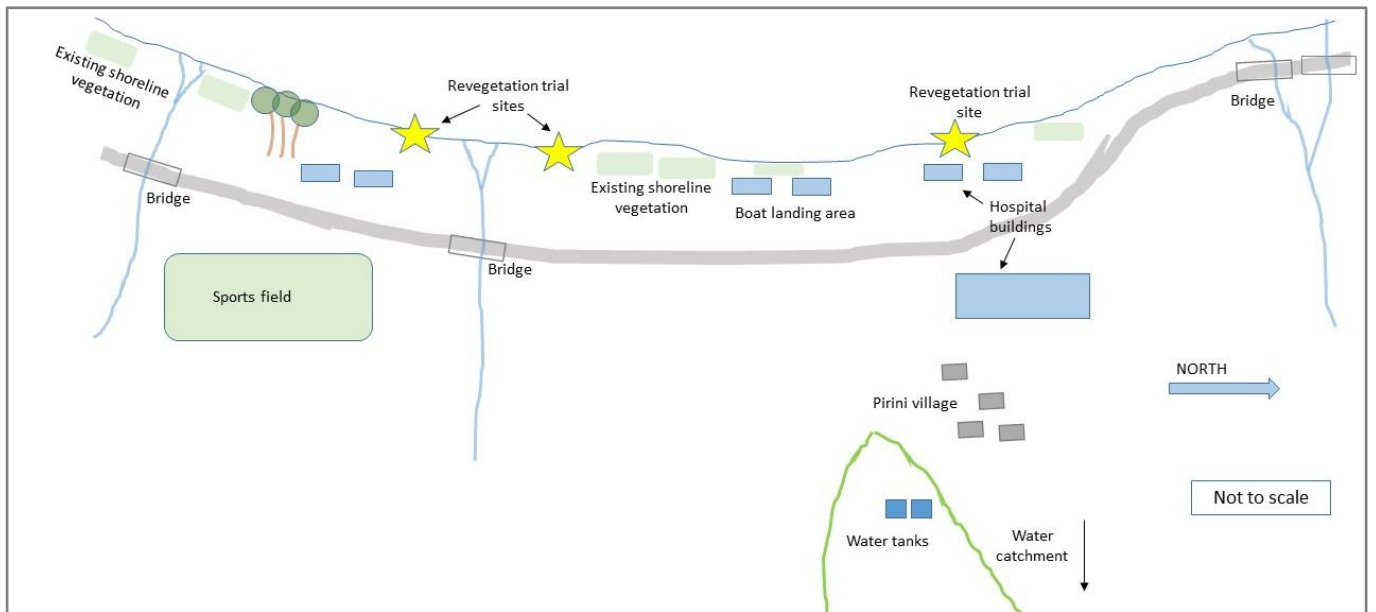 Existing shoreline
vegetation
Revegetation trial
sites
Revegetation trial
site
Bridge
Bridge
Existing shoreline
vegetation
Boat landing area
Hospital
buildings
Bridge
Sports field
NORTH
Pirini village
Not to scale
Water tanks
Water
catchment